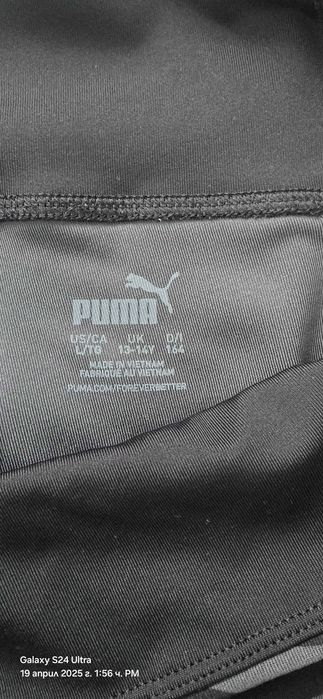 PUMA
US/CA UK D/I
L/TG 13-14Y 164
MADE IN VIETNAM
FABRIQUÉ AU VIETNAM
PUMA.COM/FOREVERBETTER
Galaxy S24 Ultra
19 април 2025 г. 1:56 ч. PM